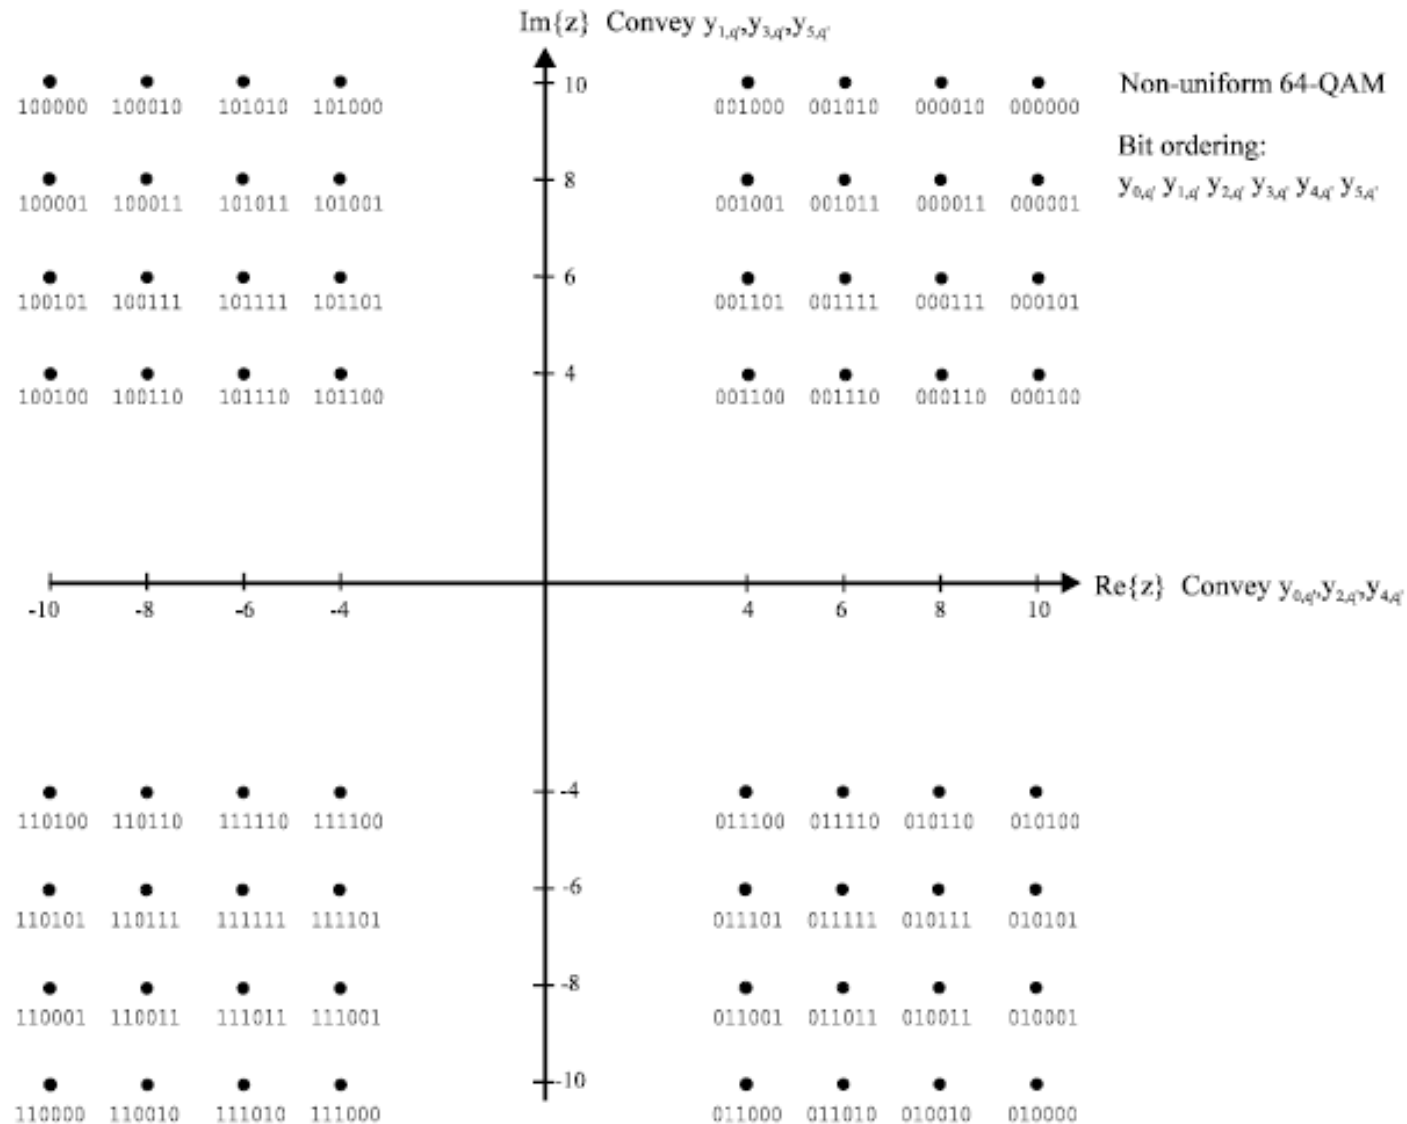 Im{z} Convey y1,q',y3,q',y5,q'
10
100000 100010 101010 101000 001000 001010 000010 000000
Non-uniform 64-QAM
Bit ordering:
y0,q' y1,q' y2,q' y3,q' y4,q' y5,q'
8
100001 100011 101011 101001 001001 001011 000011 000001
6
100101 100111 101111 101101 001101 001111 000111 000101
4
100100 100110 101110 101100 001100 001110 000110 000100
-10 -8 -6 -4 4 6 8 10
Re{z} Convey y0,q',y2,q',y4,q'
-4
110100 110110 111110 111100 011100 011110 010110 010100
-6
110101 110111 111111 111101 011101 011111 010111 010101
-8
110001 110011 111011 111001 011001 011011 010011 010001
-10
110000 110010 111010 111000 011000 011010 010010 010000